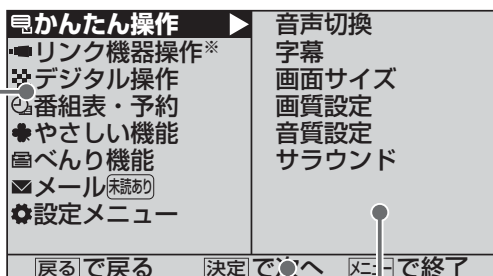 かんたん操作
リンク機器操作※
デジタル操作
番組表・予約
やさしい機能
べんり機能
メール 未読あり
設定メニュー
音声切換
字幕
画面サイズ
画質設定
音質設定
サラウンド
戻る で戻る 決定 で次へ メニュー で終了